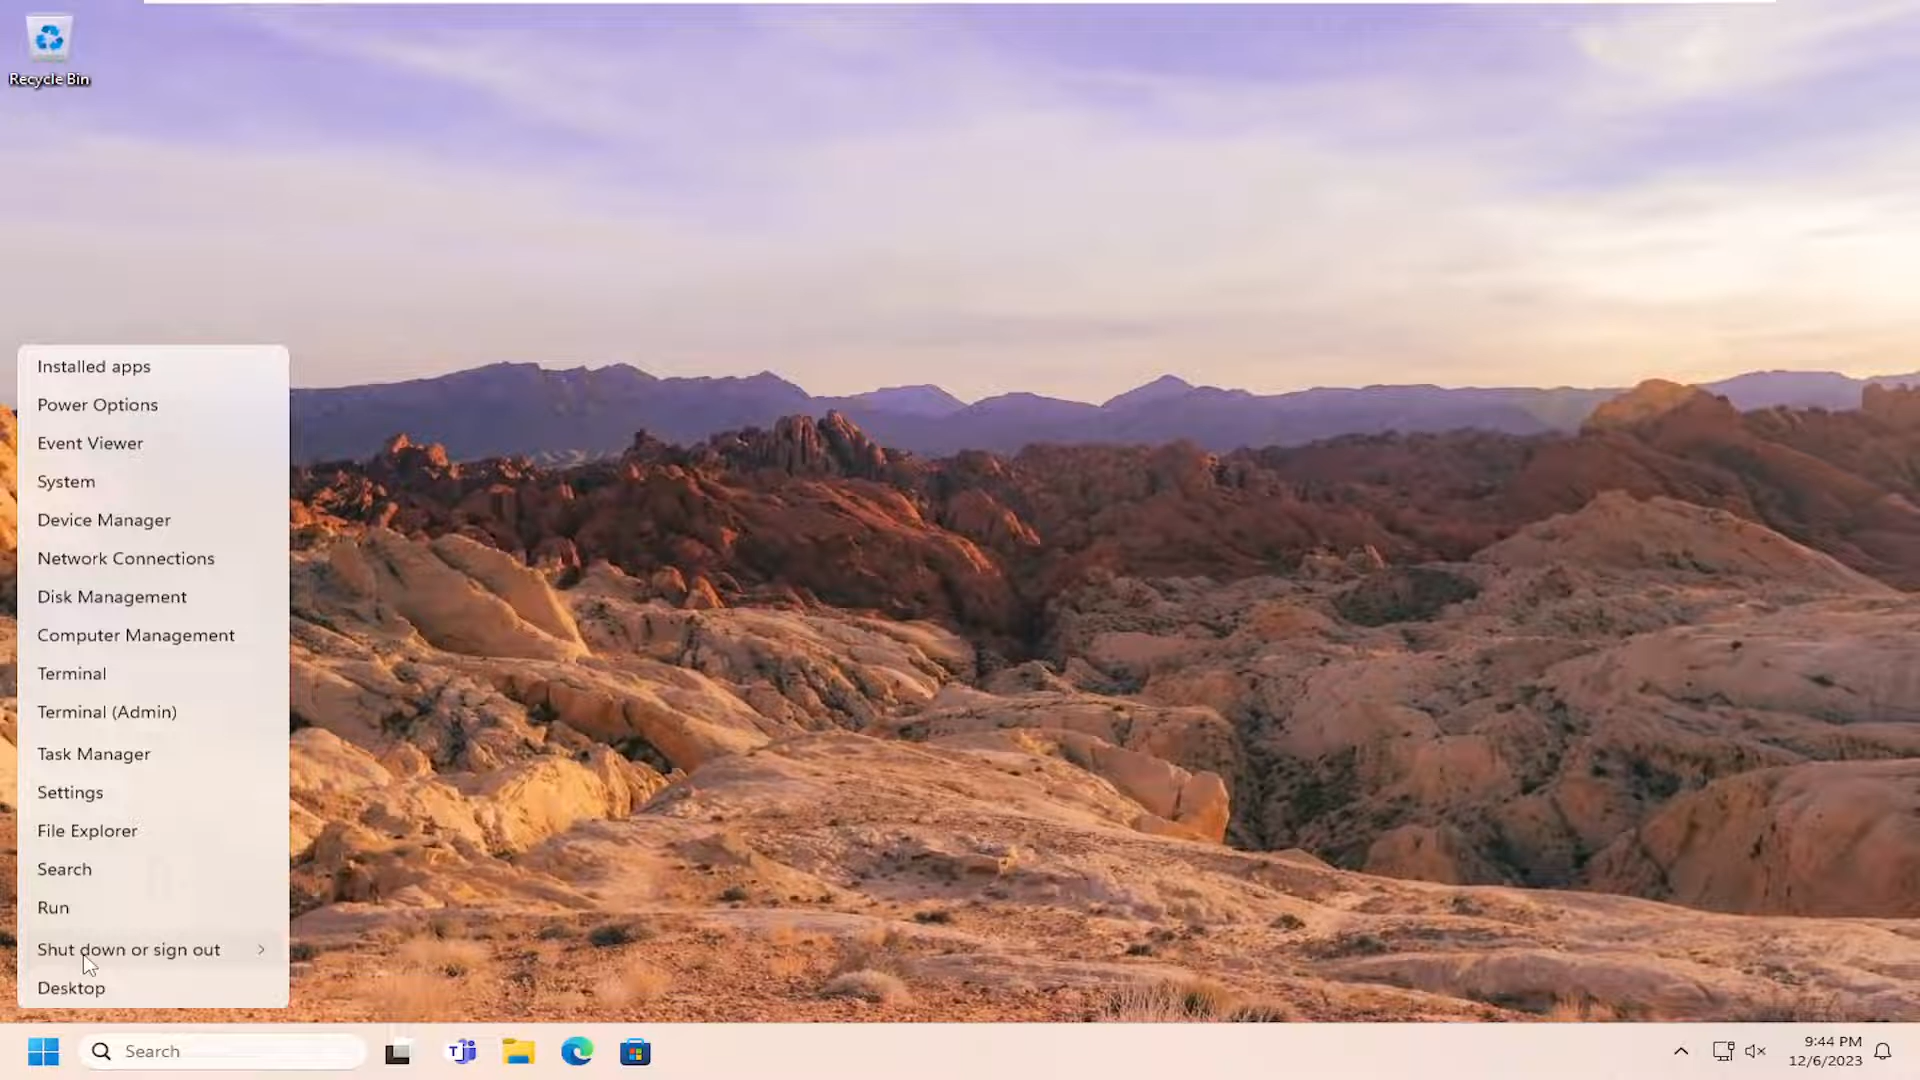 Recycle Bin
Installed apps
Power Options
Event Viewer
System
Device Manager
Network Connections
Disk Management
Computer Management
Terminal
Terminal (Admin)
Task Manager
Settings
File Explorer
Search
Run
Shut down or sign out
Desktop
Search
9:44 PM
12/6/2023